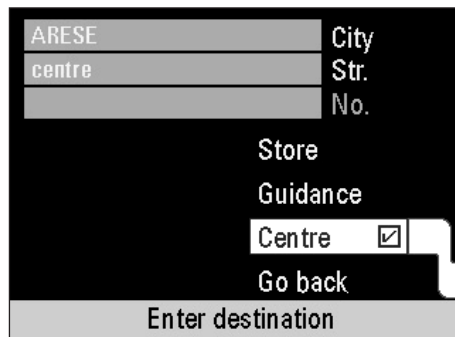 ARESE City
centre Str.
No.
Store
Guidance
Centre
Go back
Enter destination